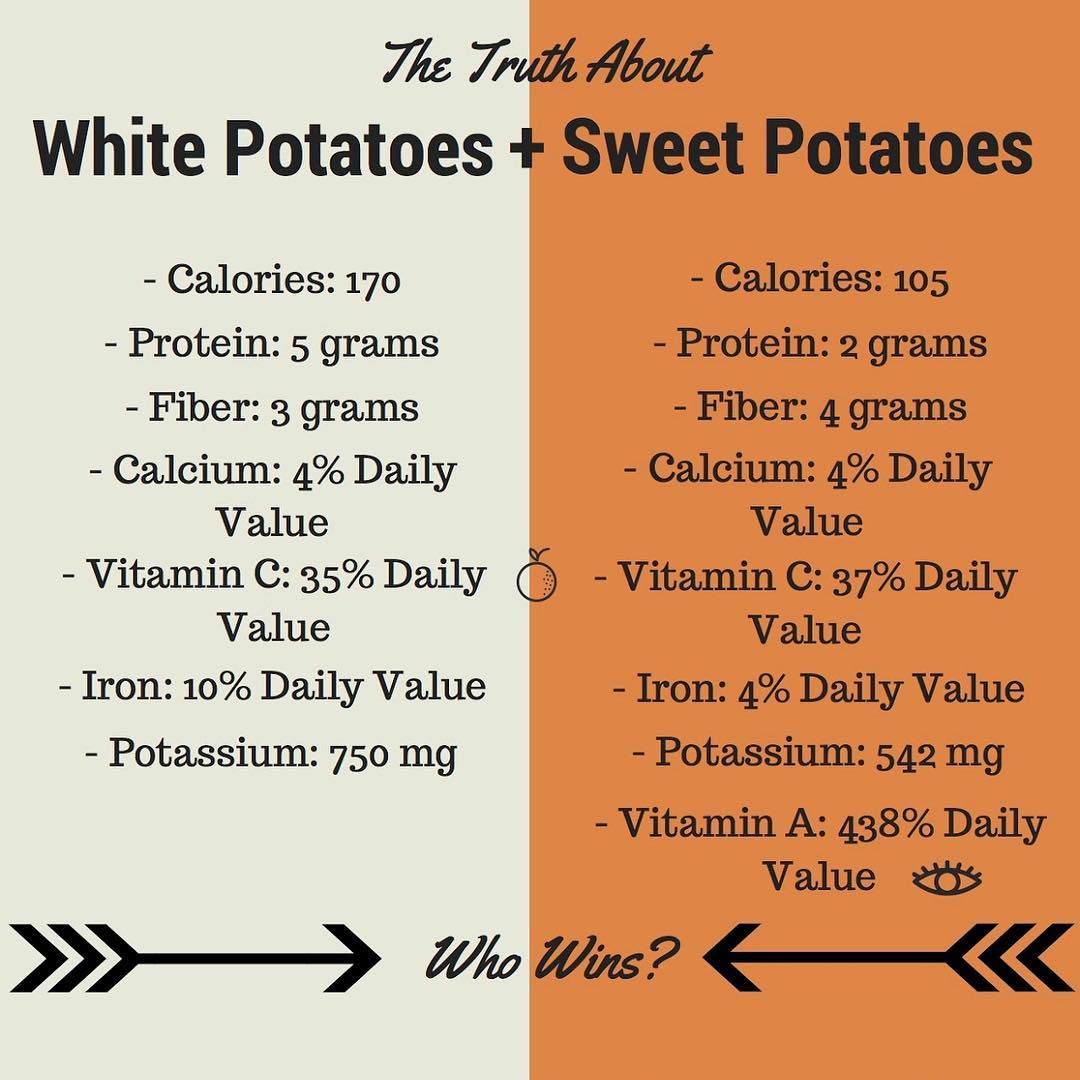 The Truth About
White Potatoes + Sweet Potatoes
- Calories: 170
- Protein: 5 grams
- Fiber: 3 grams
- Calcium: 4% Daily
Value
- Vitamin C: 35% Daily
Value
- Iron: 10% Daily Value
- Potassium: 750 mg
- Calories: 105
- Protein: 2 grams
- Fiber: 4 grams
- Calcium: 4% Daily
Value
- Vitamin C: 37% Daily
Value
- Iron: 4% Daily Value
- Potassium: 542 mg
- Vitamin A: 438% Daily
Value
Who Wins?